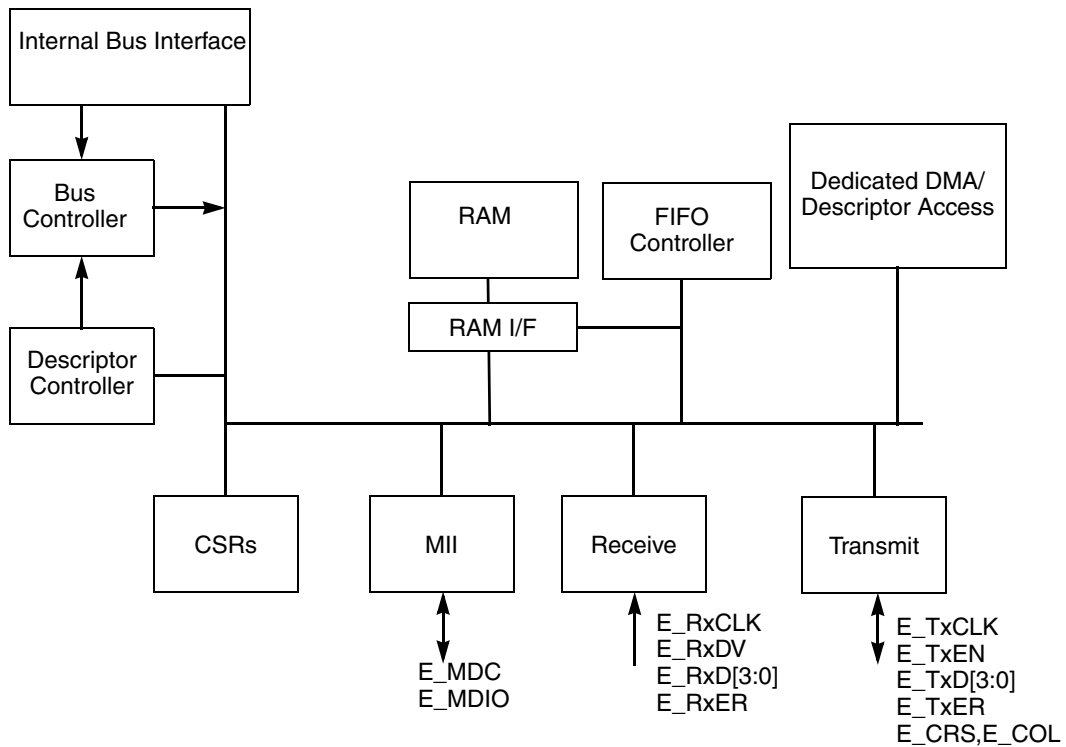 Internal Bus Interface
Bus
Controller
Descriptor
Controller
RAM
RAM I/F
FIFO
Controller
Dedicated DMA/
Descriptor Access
CSRs
MII
Receive
Transmit
E_MDC
E_MDIO
E_RxCLK
E_RxDV
E_RxD[3:0]
E_RxER
E_TxCLK
E_TxEN
E_TxD[3:0]
E_TxER
E_CRS,E_COL